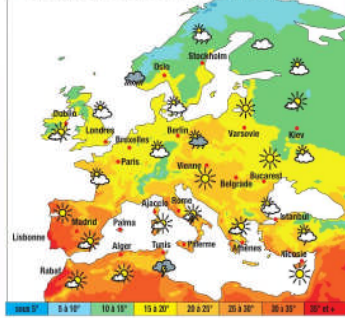 Stockholm
Oslo
Dublin
Londres
Berlin
Varsovie
Kiev
Bruxelles
Paris
Vienne
Belgrade
Bucarest
Ajaccio
Rome
Istanbul
Madrid
Palma
Lisbonne
Alger
Tunis
Palerme
Athènes
Nicosie
Rabat
sous 5° 5 à 10° 10 à 15° 15 à 20° 20 à 25° 25 à 30° 30 à 35° 35° et +